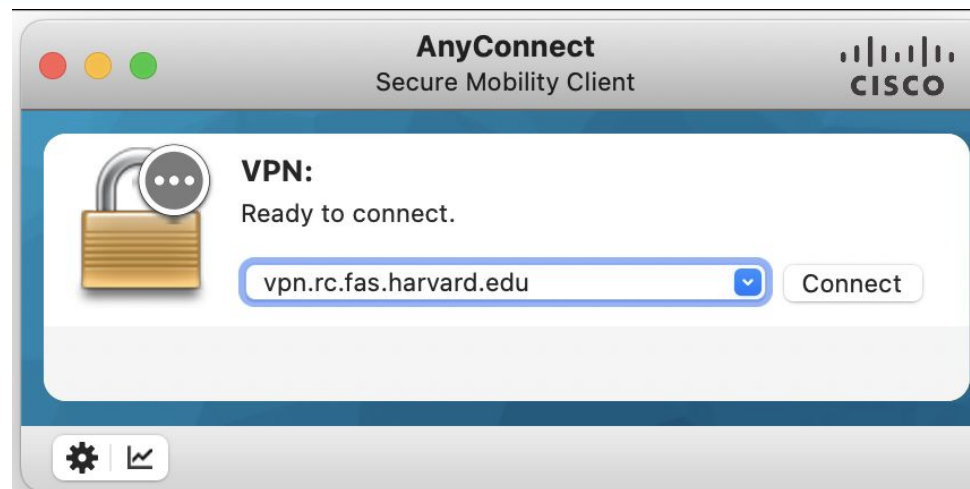 AnyConnect
Secure Mobility Client
CISCO
VPN:
Ready to connect.
vpn.rc.fas.harvard.edu
Connect